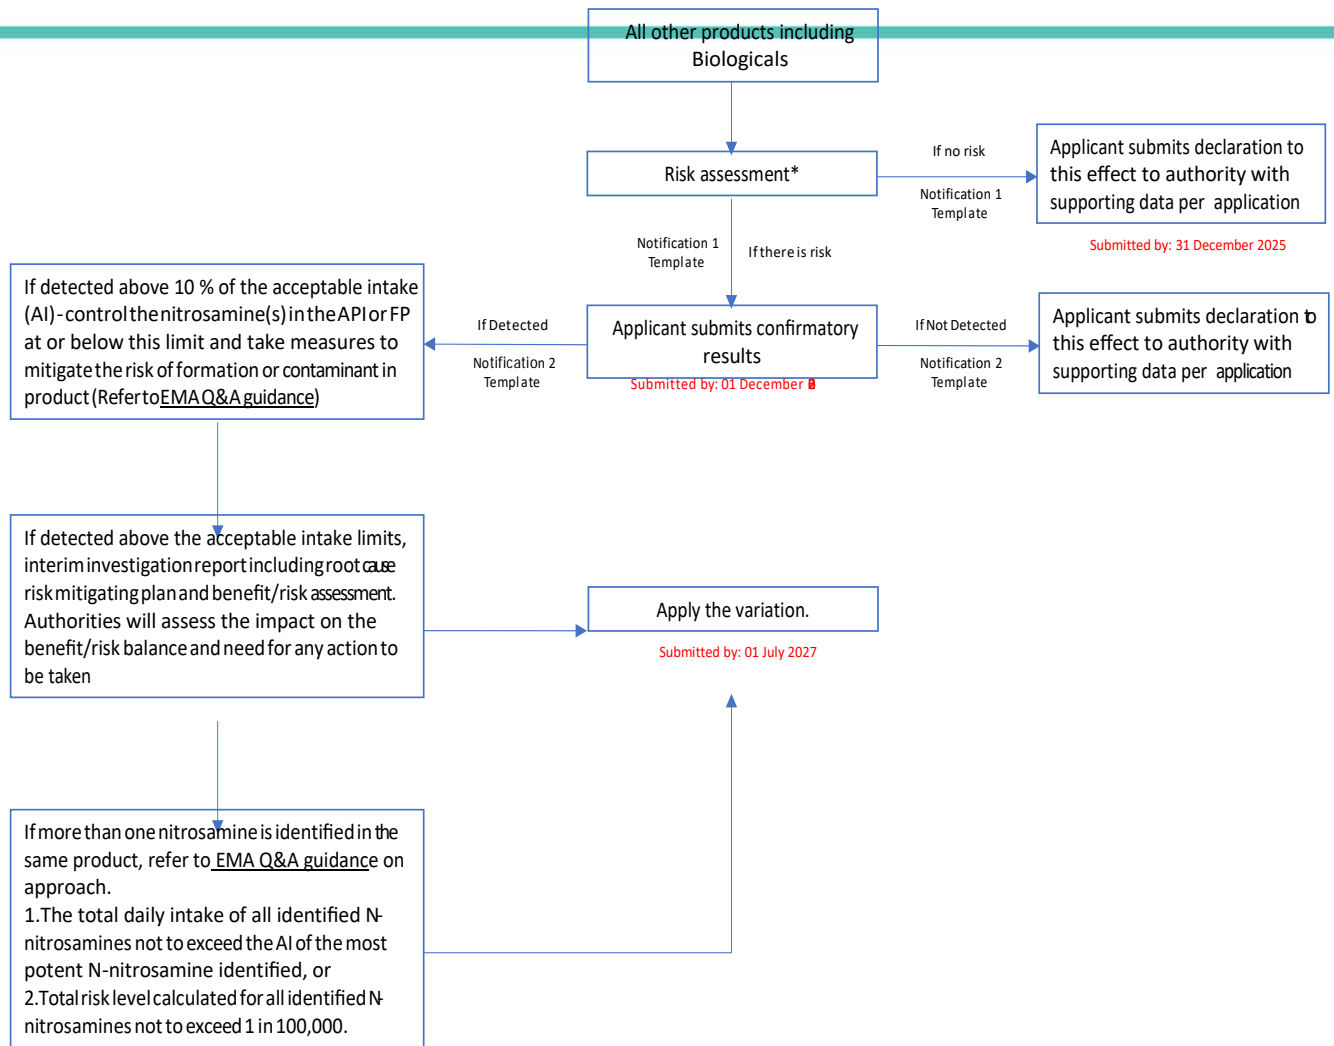 All other products including
Biologicals
Risk assessment*
If no risk
Notification 1
Template
Applicant submits declaration to
this effect to authority with
supporting data per application
Submitted by: 31 December 2025
Notification 1
Template
If there is risk
Applicant submits confirmatory
results
Submitted by: 01 December
If Not Detected
Notification 2
Template
Applicant submits declaration to
this effect to authority with
supporting data per application
If Detected
Notification 2
Template
If detected above 10 % of the acceptable intake
(AI) - control the nitrosamine(s) in the API or FP
at or below this limit and take measures to
mitigate the risk of formation or contaminant in
product (Refer to EMA Q&A guidance)
If detected above the acceptable intake limits,
interim investigation report including root cause
risk mitigating plan and benefit/risk assessment.
Authorities will assess the impact on the
benefit/risk balance and need for any action to
be taken
Apply the variation.
Submitted by: 01 July 2027
If more than one nitrosamine is identified in the
same product, refer to EMA Q&A guidance on
approach.
1.The total daily intake of all identified N-
nitrosamines not to exceed the AI of the most
potent N-nitrosamine identified, or
2.Total risk level calculated for all identified N-
nitrosamines not to exceed 1 in 100,000.